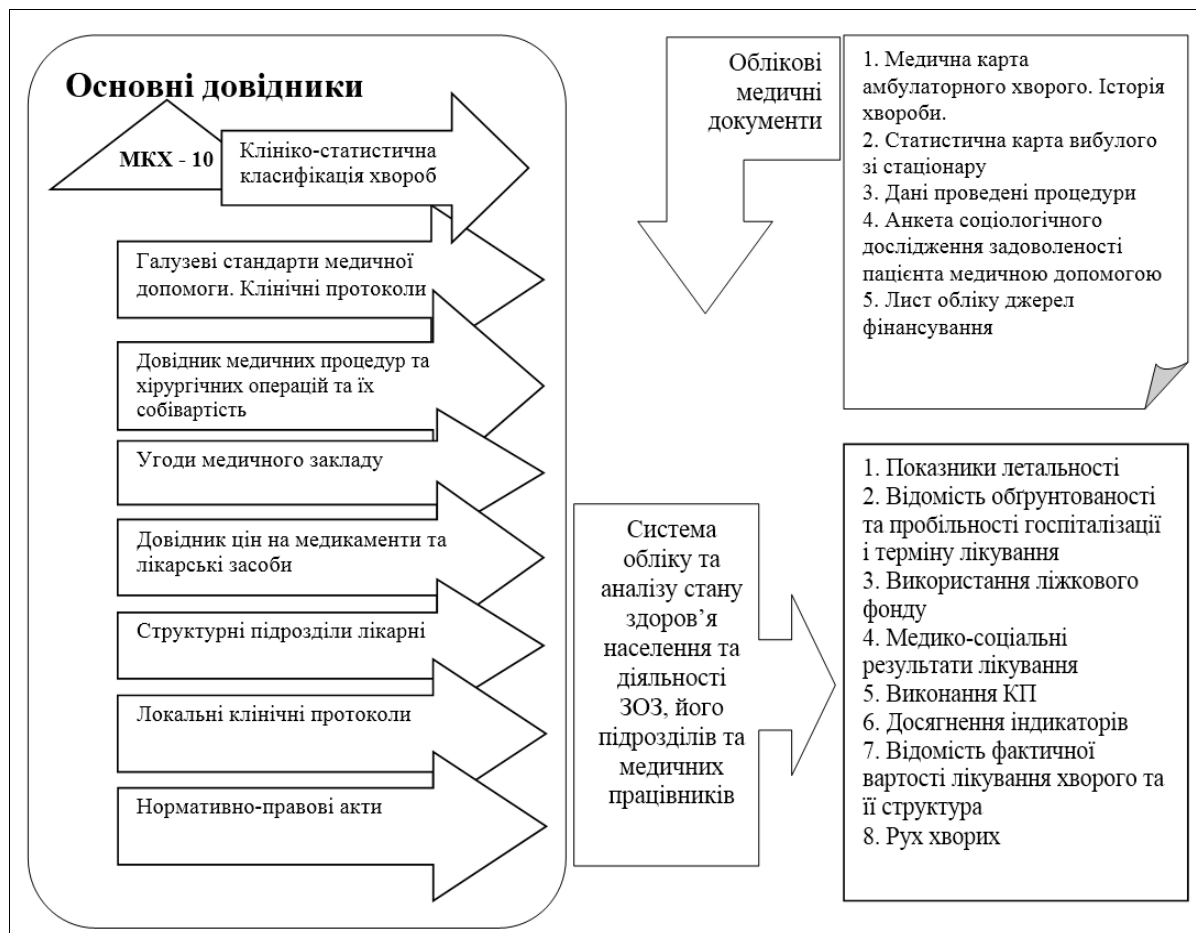 Основні довідники
МКХ - 10
Клініко-статистична
класифікація хвороб
Галузеві стандарти медичної
допомоги. Клінічні протоколи
Довідник медичних процедур та
хірургічних операцій та їх
собівартість
Угоди медичного закладу
Довідник цін на медикаменти та
лікарські засоби
Структурні підрозділи лікарні
Локальні клінічні протоколи
Нормативно-правові акти
Облікові
медичні
документи
1. Медична карта
амбулаторного хворого. Історія
хвороби.
2. Статистична карта вибулого
зі стаціонару
3. Дані проведені процедури
4. Анкета соціологічного
дослідження задоволеності
пацієнта медичною допомогою
5. Лист обліку джерел
фінансування
Система
обліку та
аналізу стану
здоров’я
населення та
діяльності
ЗОЗ, його
підрозділів та
медичних
працівників
1. Показники летальності
2. Відомість обґрунтованості
та пробільності госпіталізації
і терміну лікування
3. Використання ліжкового
фонду
4. Медико-соціальні
результати лікування
5. Виконання КП
6. Досягнення індикаторів
7. Відомість фактичної
вартості лікування хворого та
її структура
8. Рух хворих